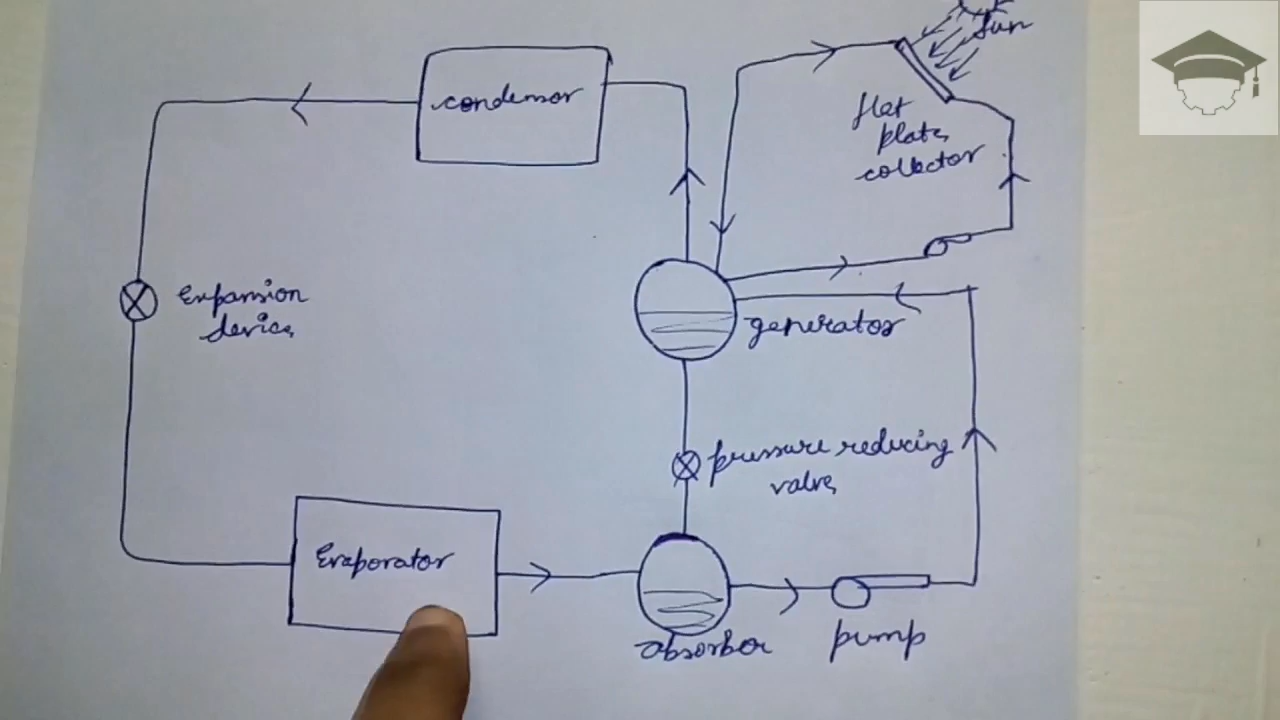 Sun
condensor
flat
plate
collector
Expansion
device
generator
pressure reducing
valve
Evaporator
absorber
pump